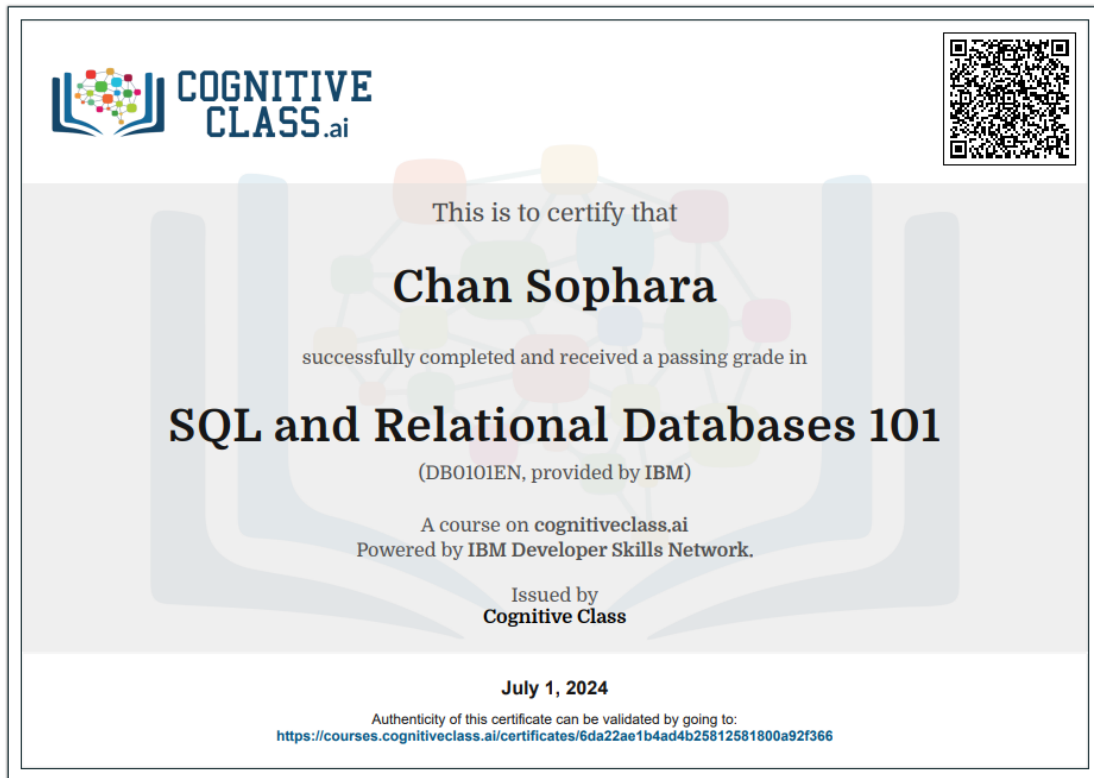 COGNITIVE
CLASS.ai
This is to certify that
Chan Sophara
successfully completed and received a passing grade in
SQL and Relational Databases 101
(DB0101EN, provided by IBM)
A course on cognitiveclass.ai
Powered by IBM Developer Skills Network.
Issued by
Cognitive Class
July 1, 2024
Authenticity of this certificate can be validated by going to:
https://courses.cognitiveclass.ai/certificates/6da22ae1b4ad4b25812581800a92f366